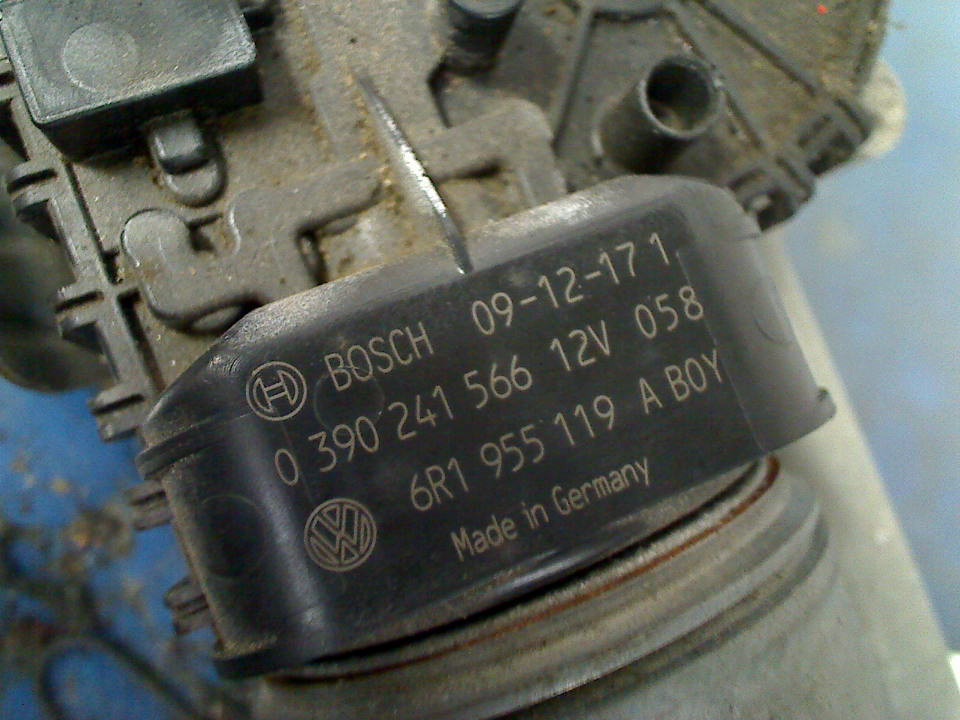 BOSCH 09-12-17 1
0 390 241 566 12V 058
6R1 955 119 A BOY
Made in Germany